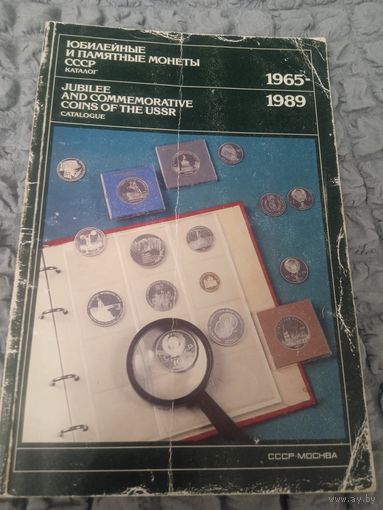 ЮБИЛЕЙНЫЕ
И ПАМЯТНЫЕ МОНЕТЫ
СССР
КАТАЛОГ
1965-
JUBILEE
AND COMMEMORATIVE
COINS OF THE USSR
CATALOGUE
1989
СССР-МОСКВА
ay.by